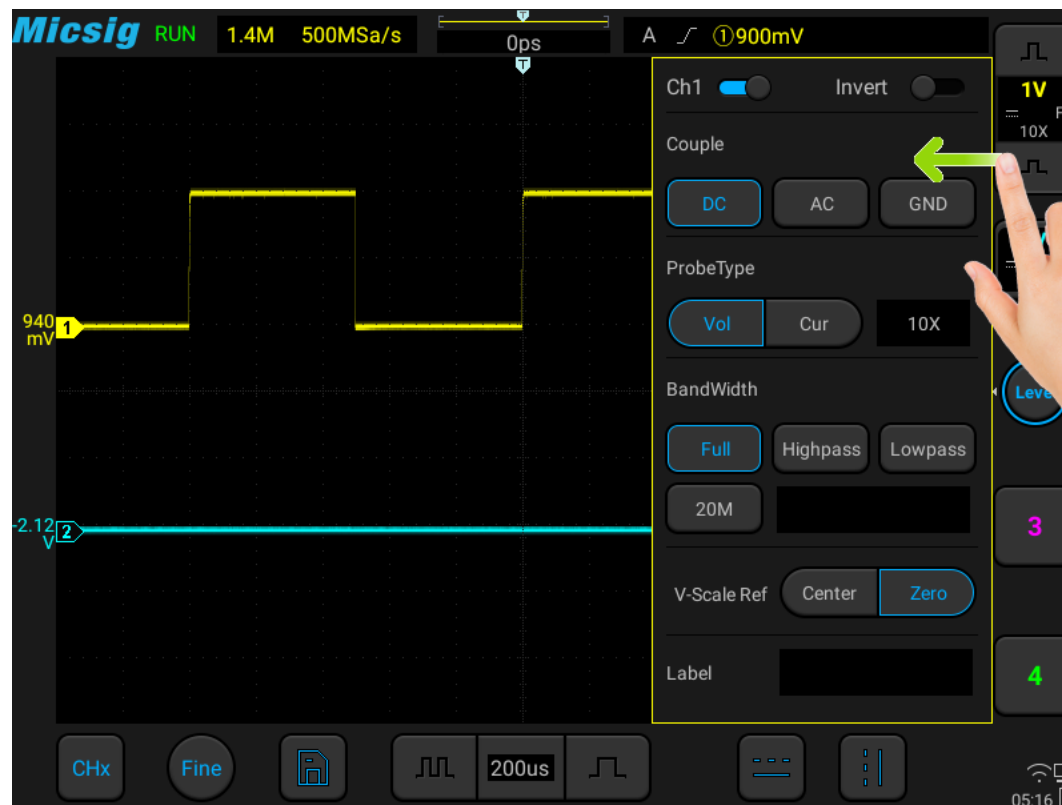 Micsig RUN 1.4M 500MSa/s T 0ps A ①900mV
T
Ch1 Invert
1V
F
10X
Couple
DC AC GND
ProbeType
Vol Cur 10X
940
mV 1
BandWidth
Level
Full Highpass Lowpass
20M
-2.12
V 2
3
V-Scale Ref Center Zero
Label
4
CHx Fine 200us
05:16